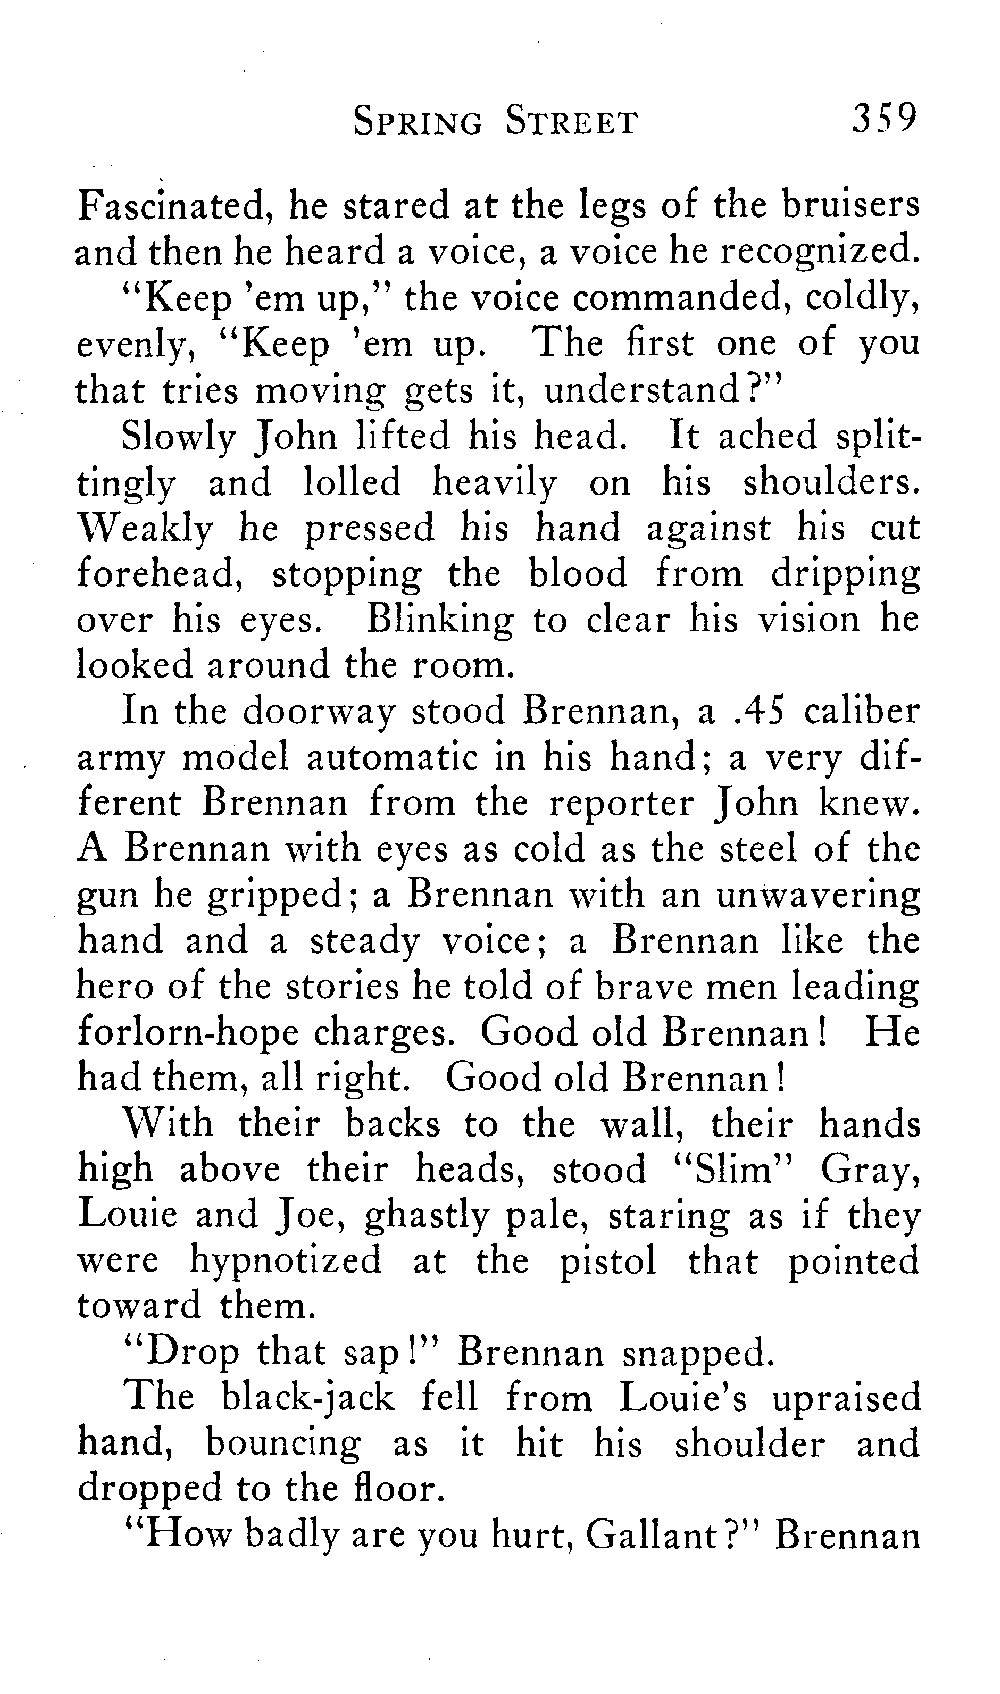 SPRING STREET 359
Fascinated, he stared at the legs of the bruisers
and then he heard a voice, a voice he recognized.
"Keep 'em up," the voice commanded, coldly,
evenly, "Keep 'em up. The first one of you
that tries moving gets it, understand?"
Slowly John lifted his head. It ached split-
tingly and lolled heavily on his shoulders.
Weakly he pressed his hand against his cut
forehead, stopping the blood from dripping
over his eyes. Blinking to clear his vision he
looked around the room.
In the doorway stood Brennan, a .45 caliber
army model automatic in his hand; a very dif-
ferent Brennan from the reporter John knew.
A Brennan with eyes as cold as the steel of the
gun he gripped; a Brennan with an unwavering
hand and a steady voice; a Brennan like the
hero of the stories he told of brave men leading
forlorn-hope charges. Good old Brennan! He
had them, all right. Good old Brennan!
With their backs to the wall, their hands
high above their heads, stood "Slim" Gray,
Louie and Joe, ghastly pale, staring as if they
were hypnotized at the pistol that pointed
toward them.
"Drop that sap!" Brennan snapped.
The black-jack fell from Louie's upraised
hand, bouncing as it hit his shoulder and
dropped to the floor.
"How badly are you hurt, Gallant?" Brennan